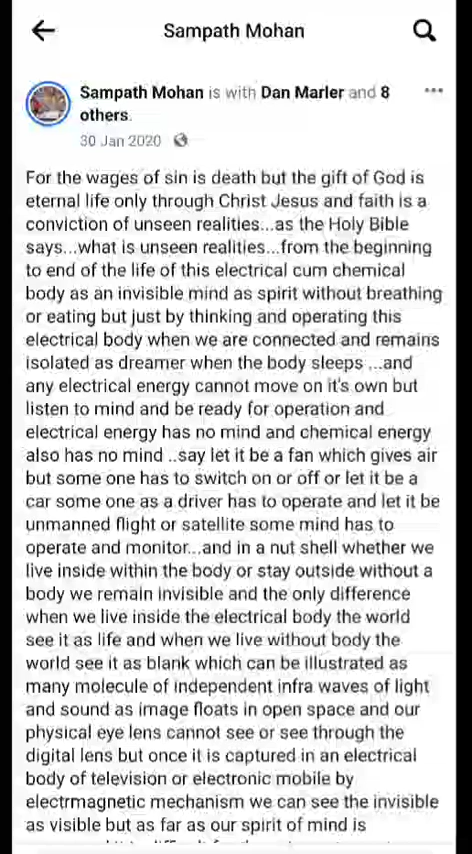 Sampath Mohan
Sampath Mohan is with Dan Marler and 8
others.
30 Jan 2020
For the wages of sin is death but the gift of God is
eternal life only through Christ Jesus and faith is a
conviction of unseen realities...as the Holy Bible
says...what is unseen realities...from the beginning
to end of the life of this electrical cum chemical
body as an invisible mind as spirit without breathing
or eating but just by thinking and operating this
electrical body when we are connected and remains
isolated as dreamer when the body sleeps ...and
any electrical energy cannot move on it's own but
listen to mind and be ready for operation and
electrical energy has no mind and chemical energy
also has no mind ..say let it be a fan which gives air
but some one has to switch on or off or let it be a
car some one as a driver has to operate and let it be
unmanned flight or satellite some mind has to
operate and monitor...and in a nut shell whether we
live inside within the body or stay outside without a
body we remain invisible and the only difference
when we live inside the electrical body the world
see it as life and when we live without body the
world see it as blank which can be illustrated as
many molecule of independent infra waves of light
and sound as image floats in open space and our
physical eye lens cannot see or see through the
digital lens but once it is captured in an electrical
body of television or electronic mobile by
electrmagnetic mechanism we can see the invisible
as visible but as far as our spirit of mind is